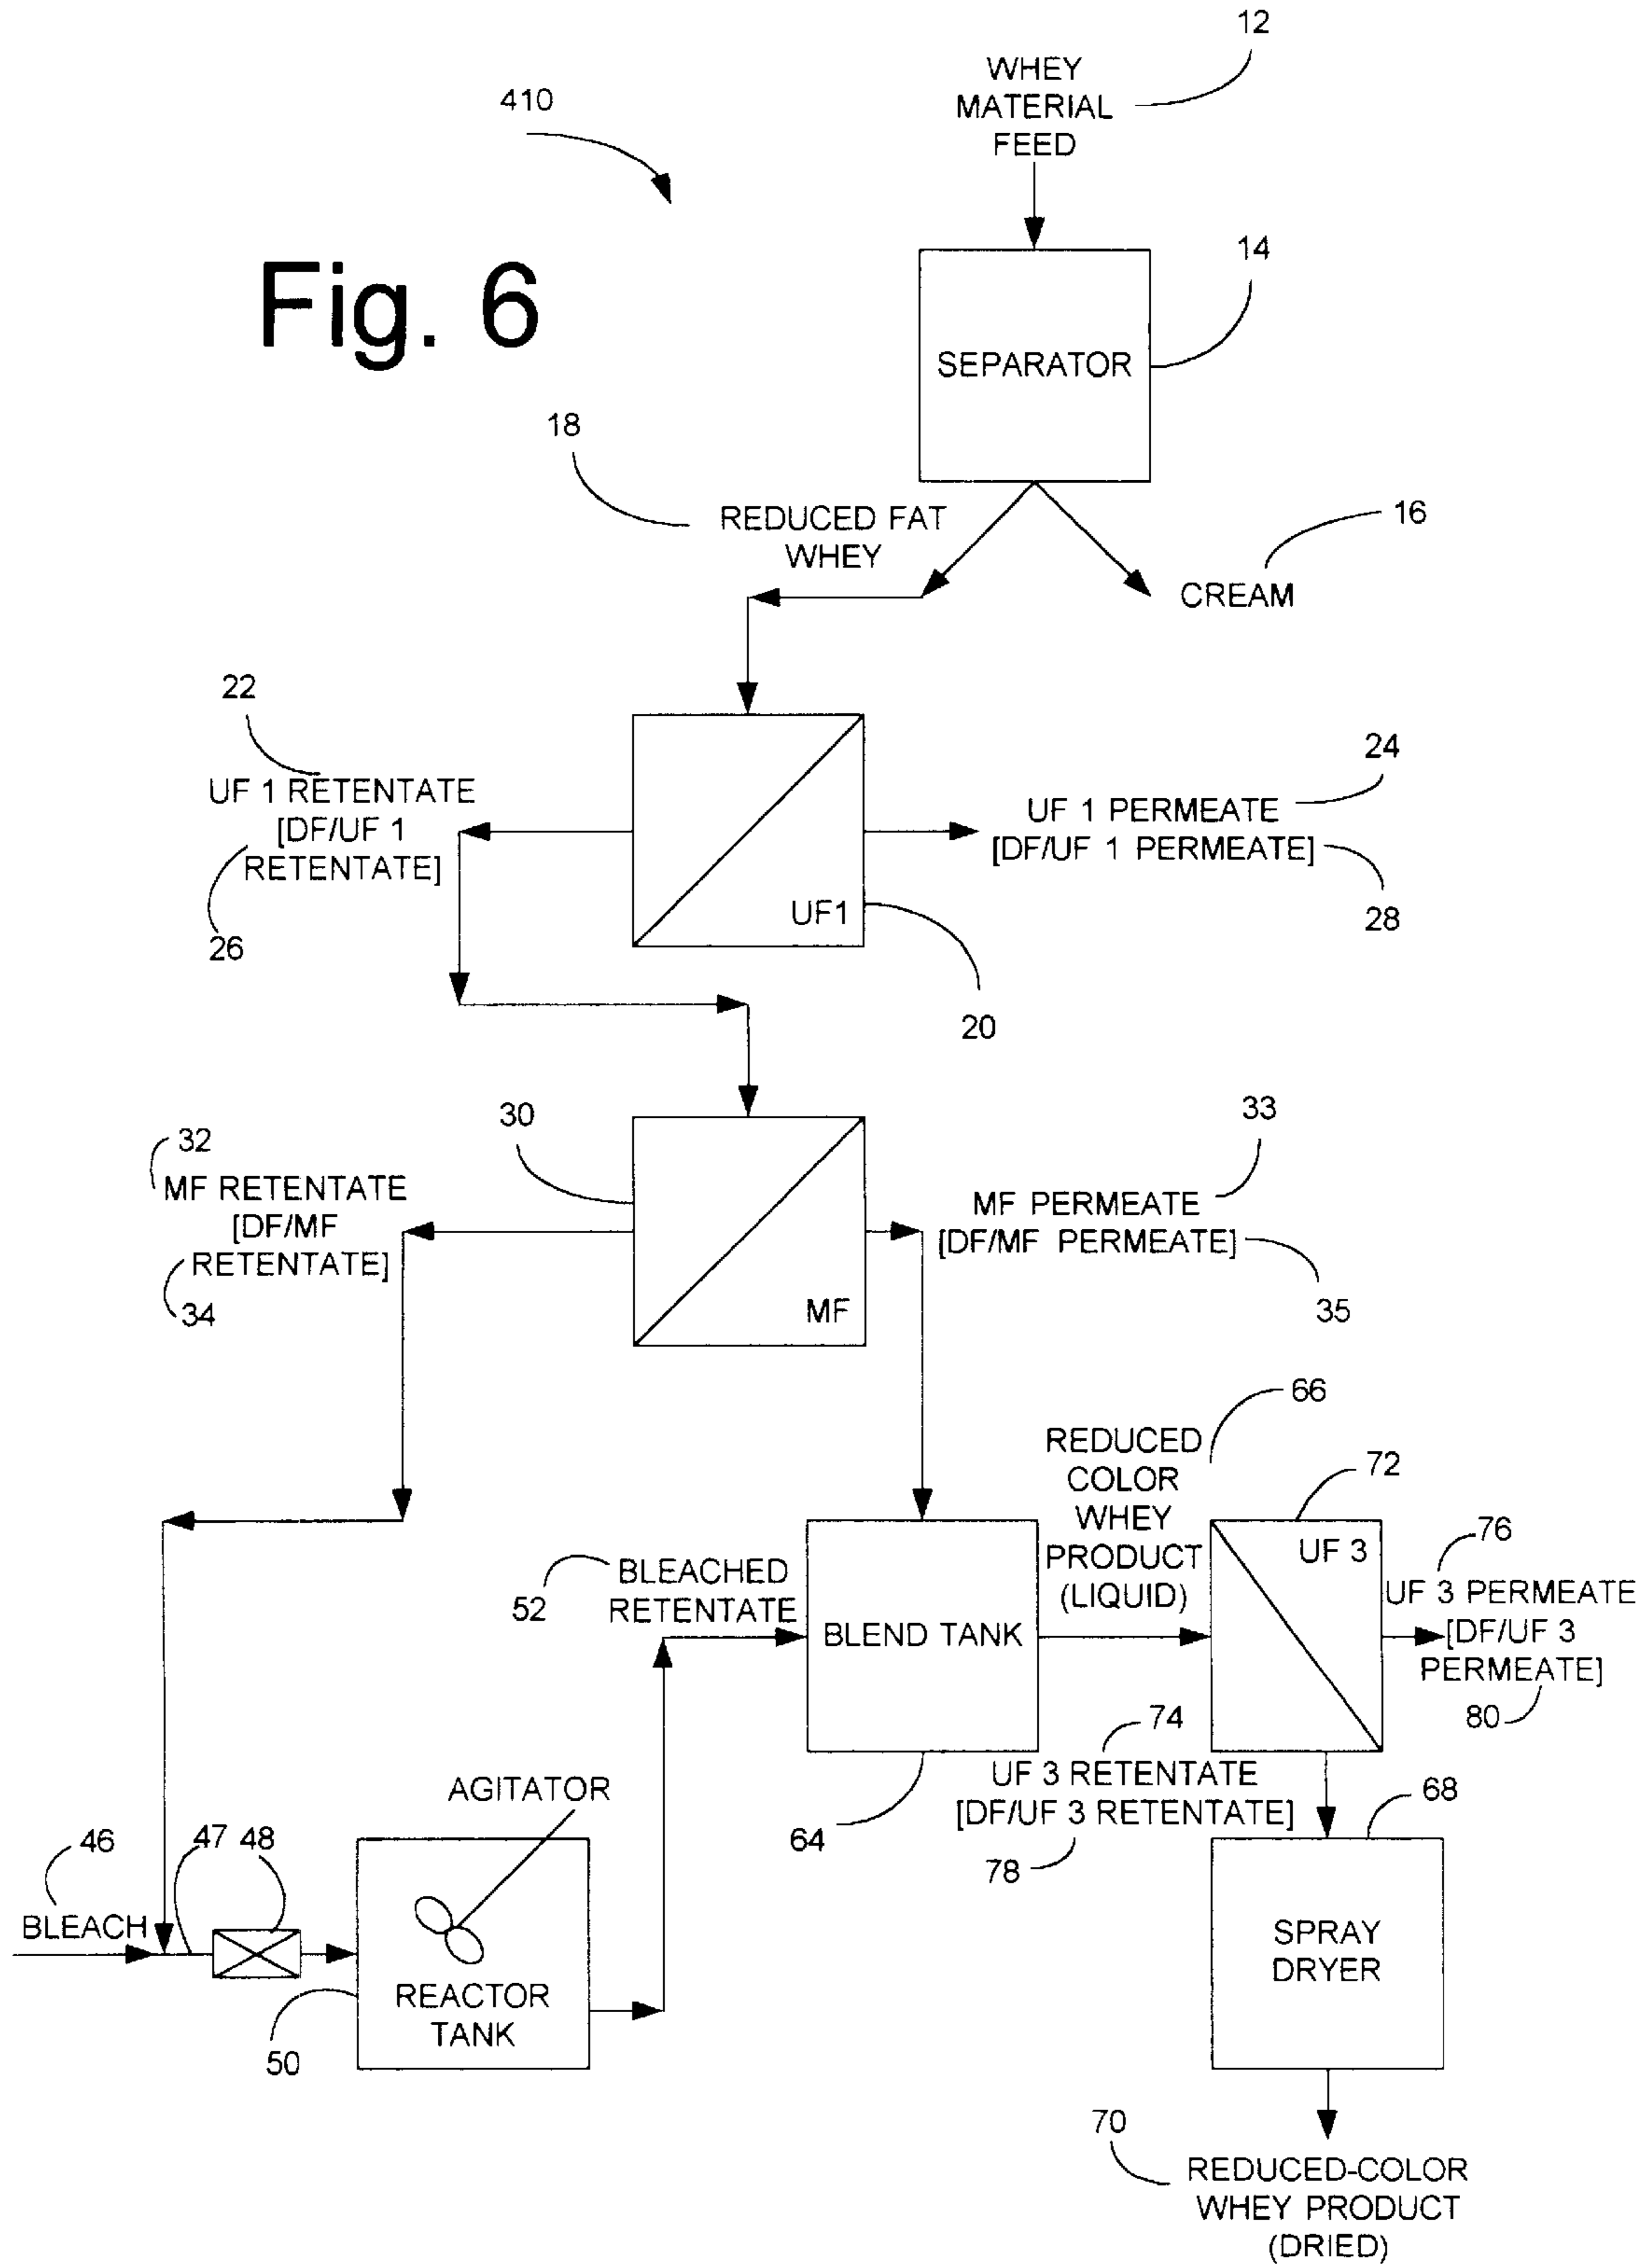 12
WHEY
MATERIAL
FEED
410
Fig. 6
14
SEPARATOR
18
REDUCED FAT
WHEY
16
CREAM
22
UF 1 RETENTATE
[DF/UF 1
RETENTATE]
26
24
UF 1 PERMEATE
[DF/UF 1 PERMEATE]
28
UF1
20
30
32
MF RETENTATE
[DF/MF
RETENTATE]
34
33
MF PERMEATE
[DF/MF PERMEATE]
35
MF
66
REDUCED
COLOR
WHEY
PRODUCT
(LIQUID)
72
UF 3
76
UF 3 PERMEATE
[DF/UF 3
PERMEATE]
80
52
BLEACHED
RETENTATE
BLEND TANK
74
UF 3 RETENTATE
[DF/UF 3 RETENTATE]
78
64
68
AGITATOR
46
47
48
BLEACH
REACTOR
TANK
50
SPRAY
DRYER
70
REDUCED-COLOR
WHEY PRODUCT
(DRIED)